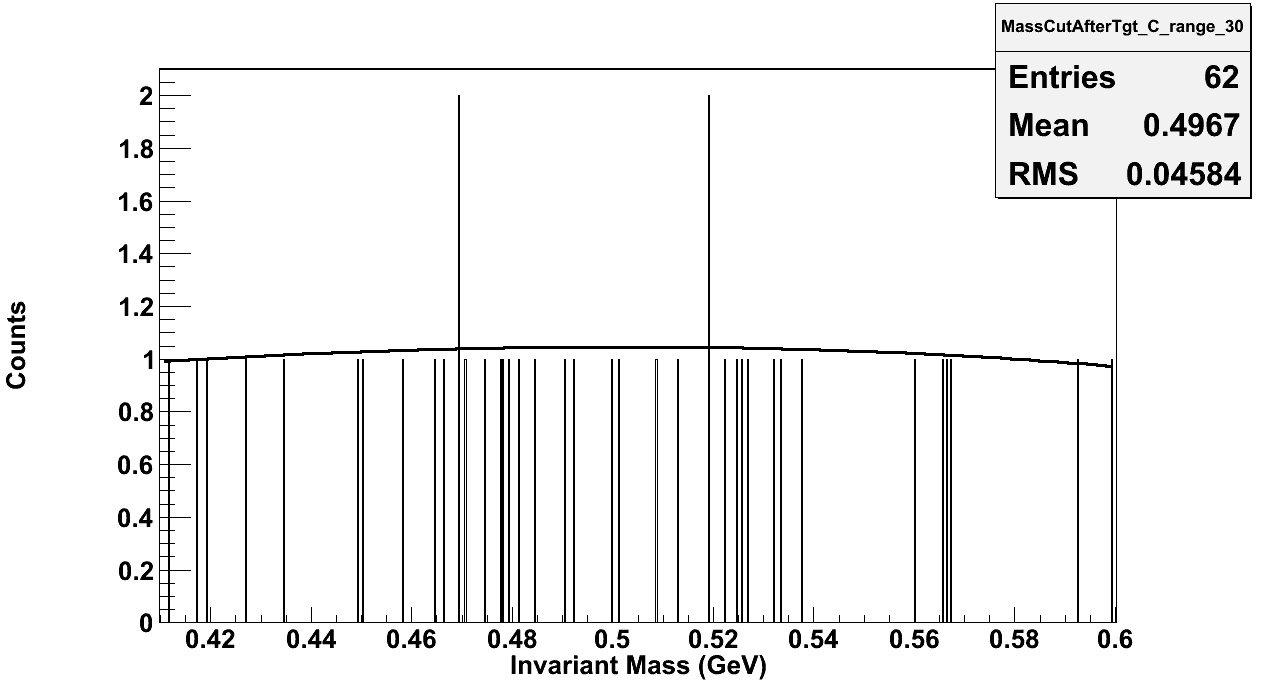 MassCutAfterTgt_C_range_30
Entries 62
Mean 0.4967
RMS 0.04584
2
1.8
1.6
1.4
1.2
1
0.8
0.6
0.4
0.2
0
Counts
0.42 0.44 0.46 0.48 0.5 0.52 0.54 0.56 0.58 0.6
Invariant Mass (GeV)